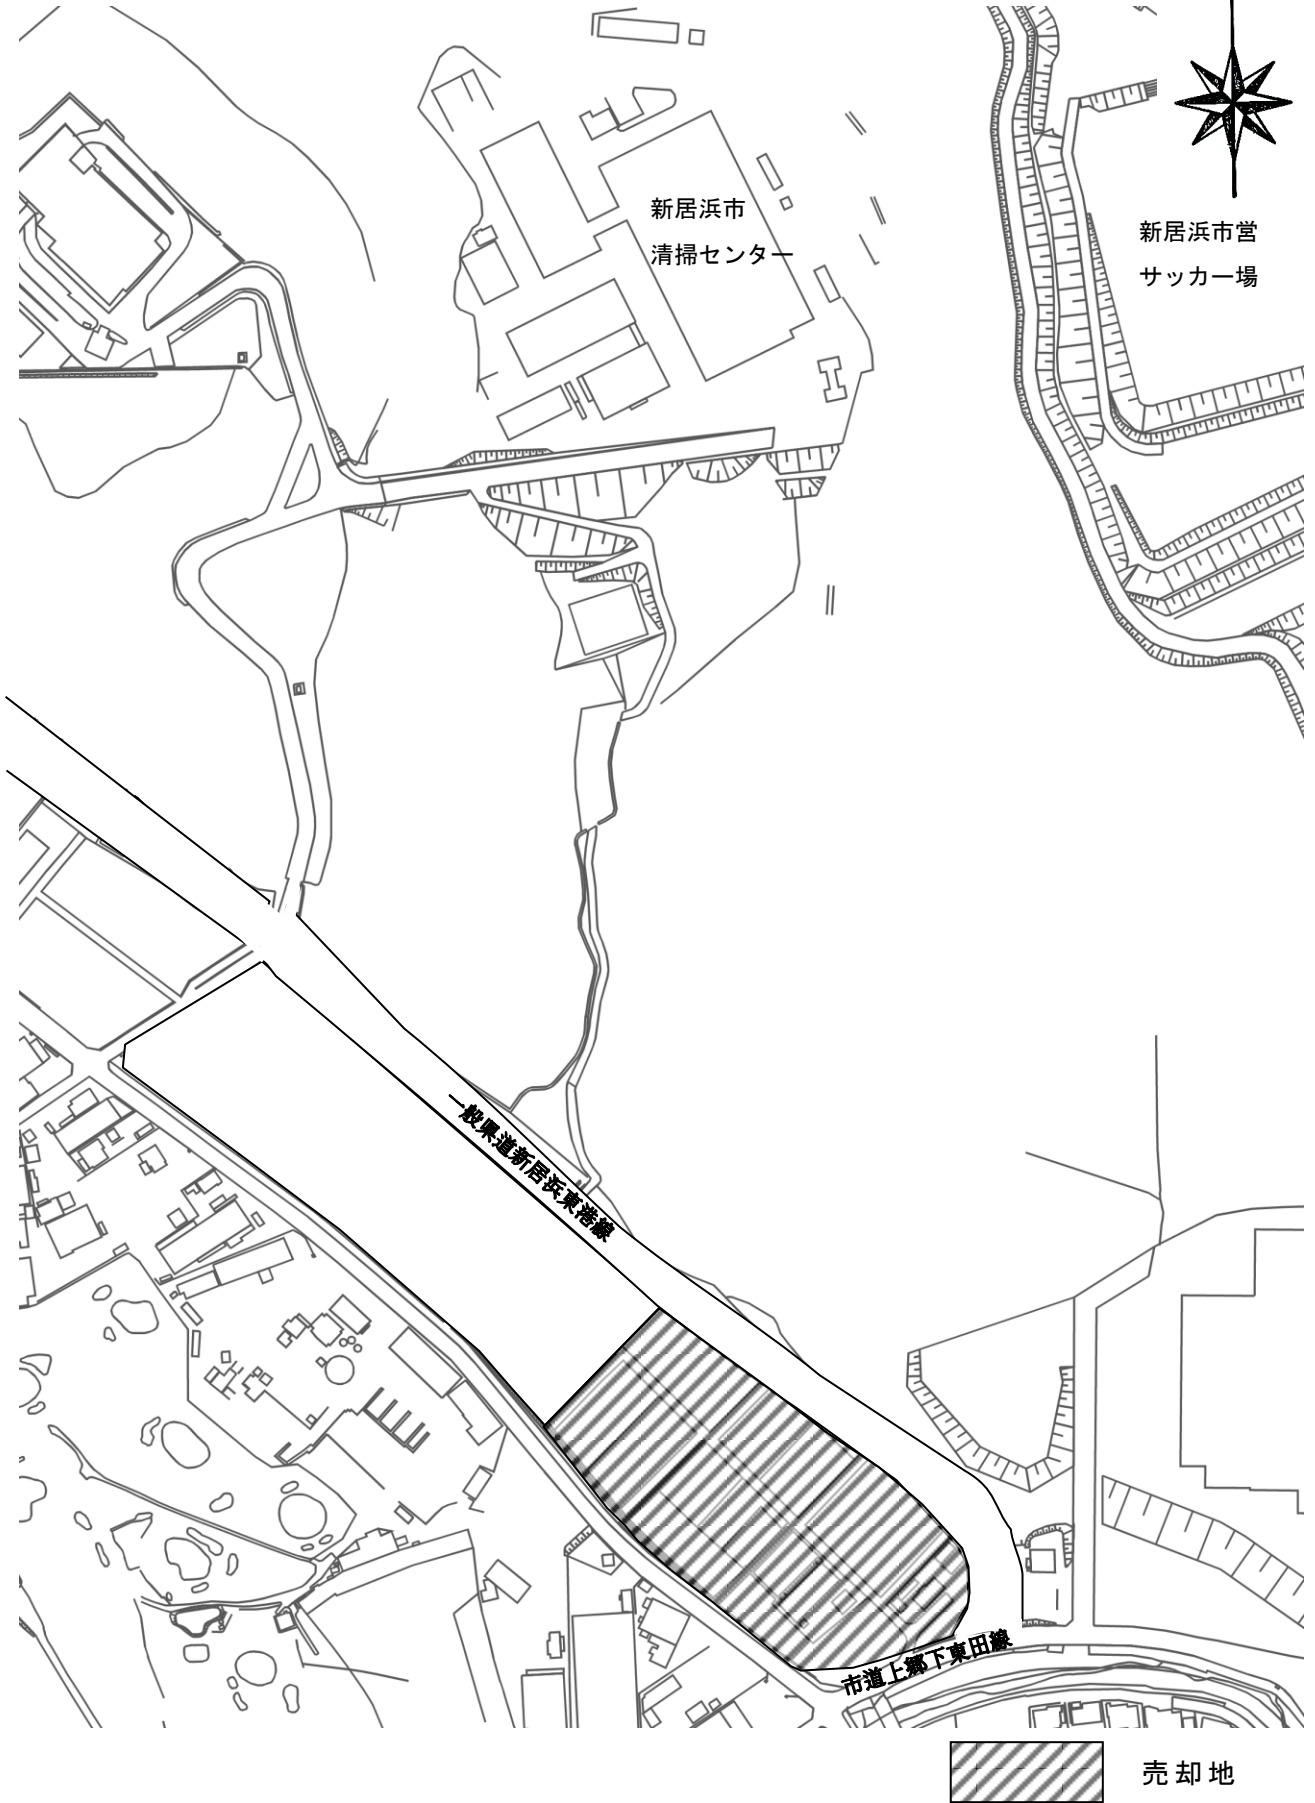 新居浜市
清掃センター
新居浜市営
サッカー場
一般県道新居浜東港線
市道上郷下東田線
売却地